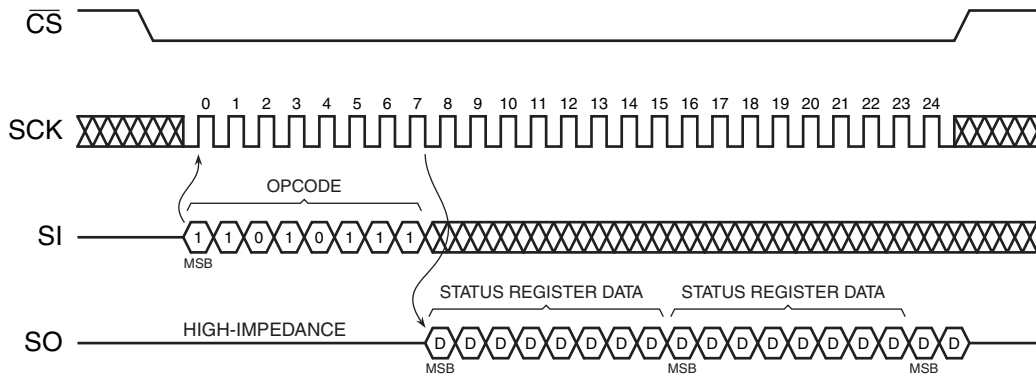 CS
0 1 2 3 4 5 6 7 8 9 10 11 12 13 14 15 16 17 18 19 20 21 22 23 24
SCK
OPCODE
SI 1 1 0 1 0 1 1 1
MSB
STATUS REGISTER DATA STATUS REGISTER DATA
HIGH-IMPEDANCE
SO D D D D D D D D D D D D D D D D D D
MSB MSB MSB